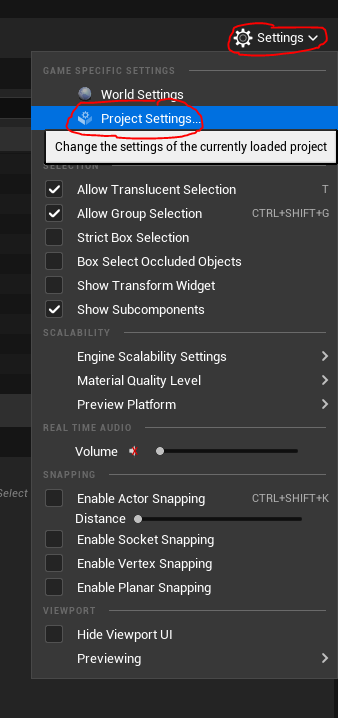 Settings
GAME SPECIFIC SETTINGS
World Settings
Project Settings...
Change the settings of the currently loaded project
SELECTION
Allow Translucent Selection T
Allow Group Selection CTRL+SHIFT+G
Strict Box Selection
Box Select Occluded Objects
Show Transform Widget
Show Subcomponents
SCALABILITY
Engine Scalability Settings
Material Quality Level
Preview Platform
REAL TIME AUDIO
Volume
SNAPPING
Select
Enable Actor Snapping CTRL+SHIFT+K
Distance
Enable Socket Snapping
Enable Vertex Snapping
Enable Planar Snapping
VIEWPORT
Hide Viewport UI
Previewing